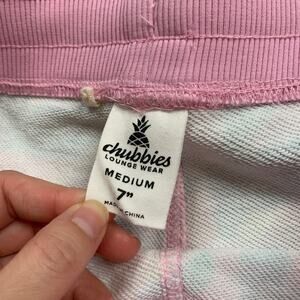 chubbies
LOUNGE WEAR
MEDIUM
7"
MADE IN CHINA